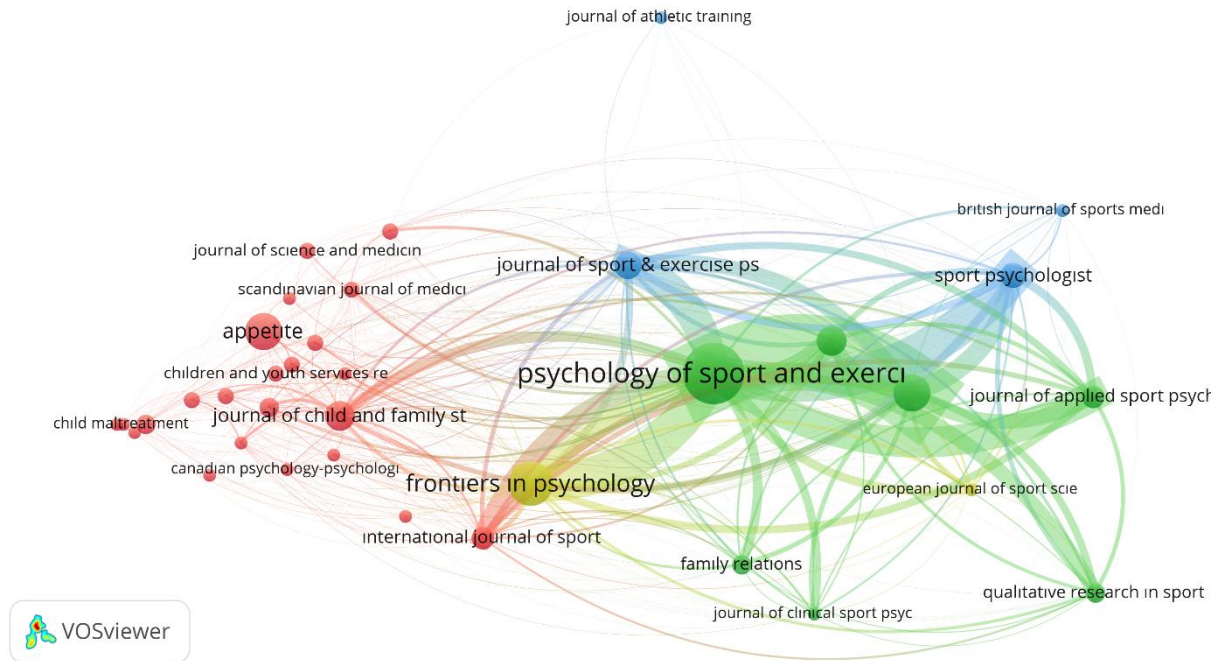 journal of athletic training
british journal of sports medi
journal of science and medicin
journal of sport & exercise ps
sport psychologist
scandinavian journal of medici
appetite
children and youth services re
psychology of sport and exerci
journal of applied sport psych
journal of child and family st
child maltreatment
canadian psychology-psychologi
frontiers in psychology
european journal of sport scie
international journal of sport
family relations
qualitative research in sport
journal of clinical sport psyc
VOSviewer